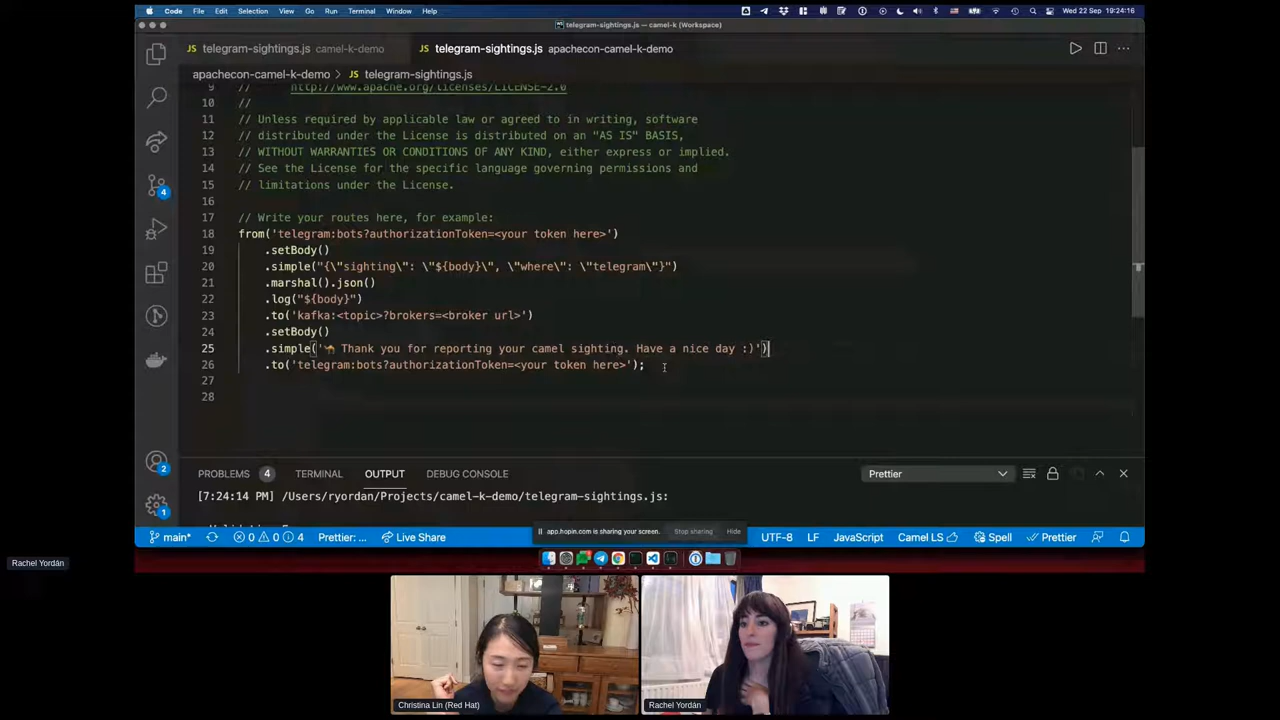 Code File Edit Selection View Go Run Terminal Window Help Wed 22 Sep 19:24:16
telegram-sightings.js — camel-k (Workspace)
JS telegram-sightings.js camel-k-demo JS telegram-sightings.js apachecon-camel-k-demo
apachecon-camel-k-demo > JS telegram-sightings.js
9 // http://www.apache.org/licenses/LICENSE-2.0
10 //
11 // Unless required by applicable law or agreed to in writing, software
12 // distributed under the License is distributed on an "AS IS" BASIS,
13 // WITHOUT WARRANTIES OR CONDITIONS OF ANY KIND, either express or implied.
14 // See the License for the specific language governing permissions and
15 // limitations under the License.
16
17 // Write your routes here, for example:
18 from('telegram:bots?authorizationToken=<your token here>')
19 .setBody()
20 .simple("{\"sighting\": \"${body}\", \"where\": \"telegram\"}")
21 .marshal().json()
22 .log("${body}")
23 .to('kafka:<topic>?brokers=<broker url>')
24 .setBody()
25 .simple('🐪 Thank you for reporting your camel sighting. Have a nice day :)')
26 .to('telegram:bots?authorizationToken=<your token here>');
27
28
4
2
1
PROBLEMS 4 TERMINAL OUTPUT DEBUG CONSOLE Prettier
[7:24:14 PM] /Users/ryordan/Projects/camel-k-demo/telegram-sightings.js:
app.hopin.com is sharing your screen. Stop sharing Hide
main* 0 0 4 Prettier: ... Live Share UTF-8 LF JavaScript Camel LS Spell Prettier
Rachel Yordán
Christina Lin (Red Hat) Rachel Yordán